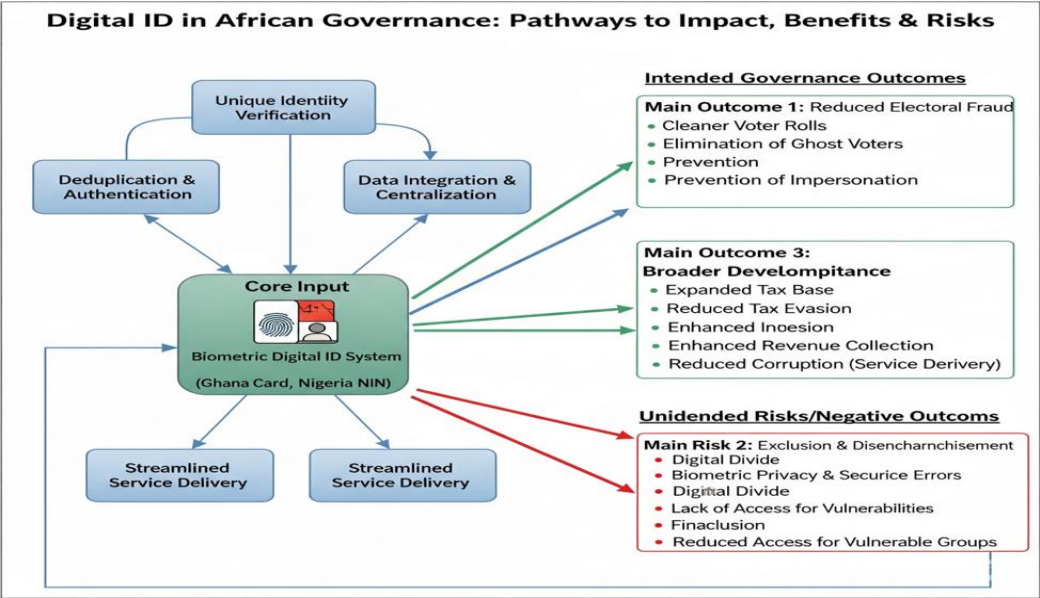 Digital ID in African Governance: Pathways to Impact, Benefits & Risks
Unique Identiity
Verification
Deduplication &
Authentication
Data Integration &
Centralization
Core Input
Biometric Digital ID System
(Ghana Card, Nigeria NIN)
Streamlined
Service Delivery
Streamlined
Service Delivery
Intended Governance Outcomes
Main Outcome 1: Reduced Electoral Fraud
• Cleaner Voter Rolls
• Elimination of Ghost Voters
• Prevention
• Prevention of Impersonation
Main Outcome 3:
Broader Develompitance
• Expanded Tax Base
• Reduced Tax Evasion
• Enhanced Inoesion
• Enhanced Revenue Collection
• Reduced Corruption (Service Derivery)
Unidended Risks/Negative Outcoms
Main Risk 2: Exclusion & Disencharnchisement
• Digital Divide
• Biometric Privacy & Securice Errors
• Digital Divide
• Lack of Access for Vulnerabilities
• Finaclusion
• Reduced Access for Vulnerable Groups